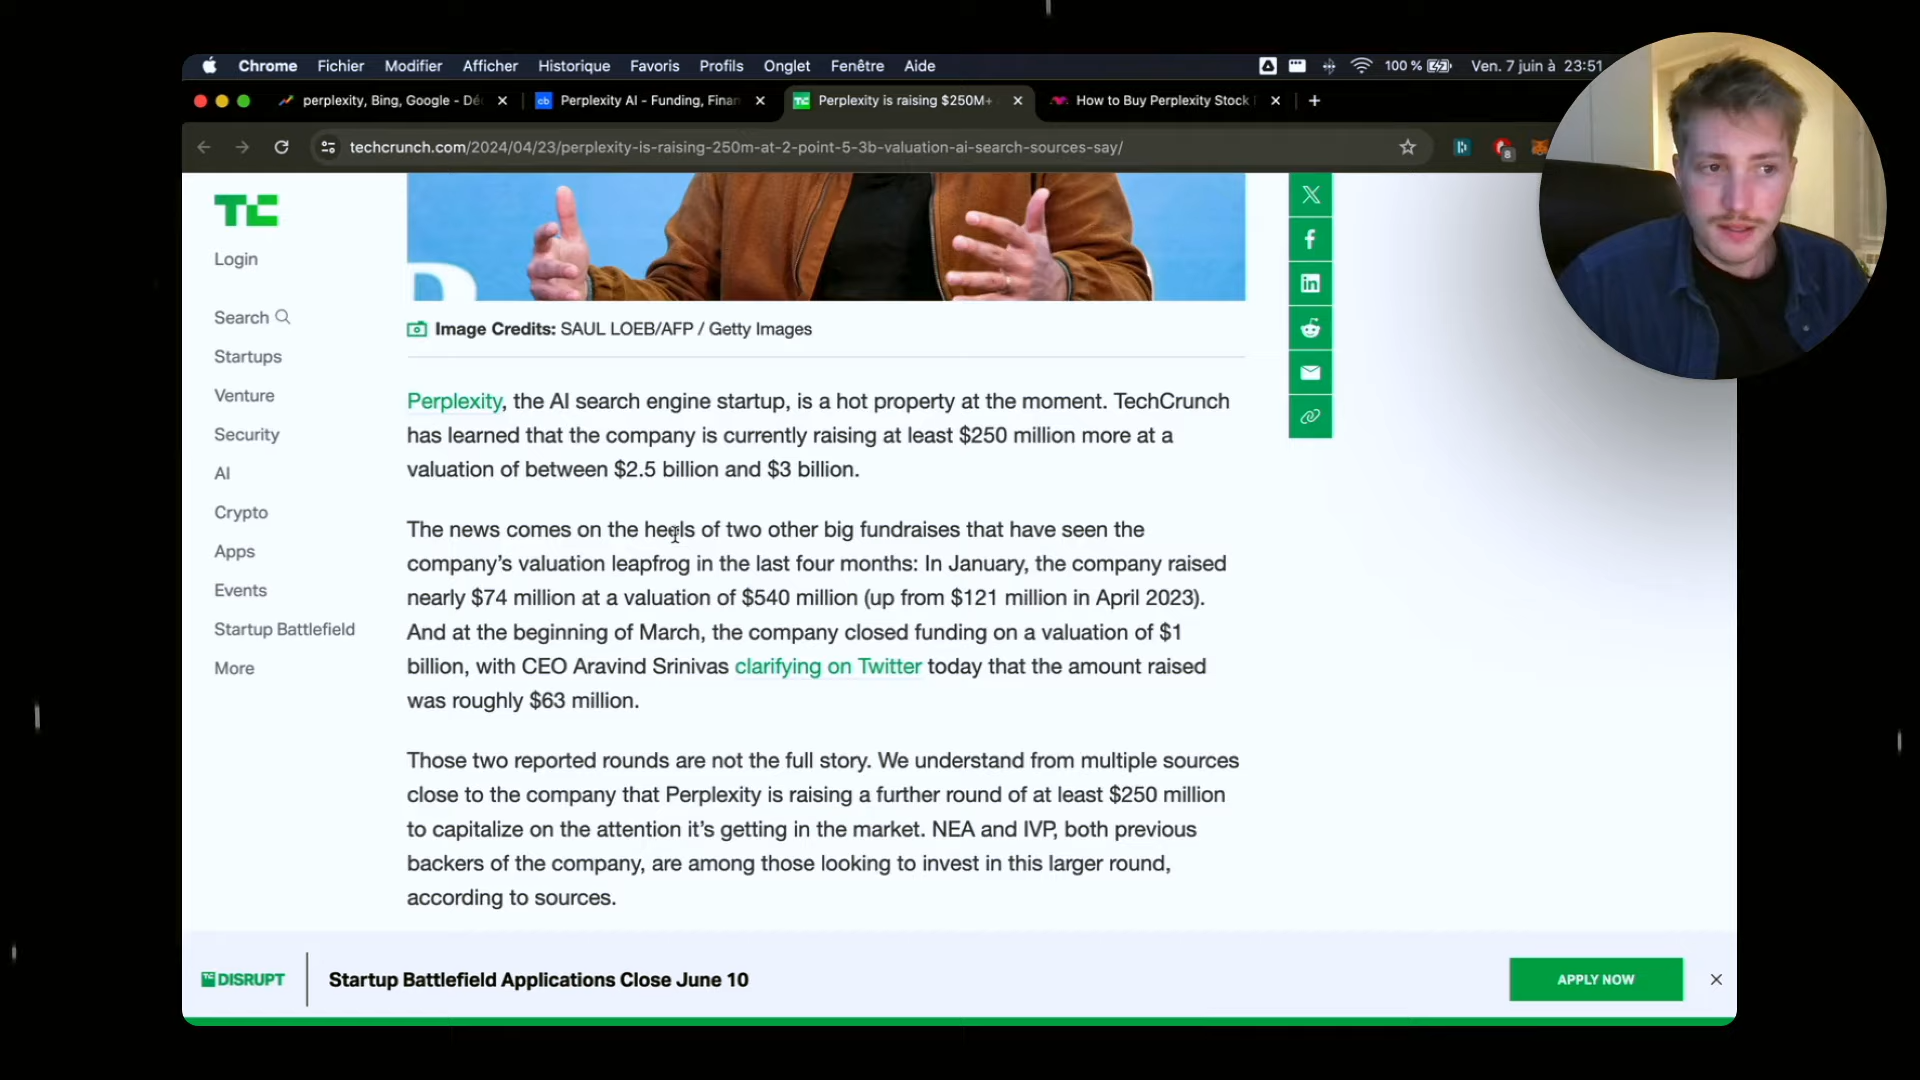 Chrome Fichier Modifier Afficher Historique Favoris Profils Onglet Fenêtre Aide 100 % Ven. 7 juin à 23:51
perplexity, Bing, Google - Dé Perplexity AI - Funding, Finan Perplexity is raising $250M+ How to Buy Perplexity Stock
techcrunch.com/2024/04/23/perplexity-is-raising-250m-at-2-point-5-3b-valuation-ai-search-sources-say/
TC
Login
Search
Startups
Venture
Security
AI
Crypto
Apps
Events
Startup Battlefield
More
Image Credits: SAUL LOEB/AFP / Getty Images
Perplexity, the AI search engine startup, is a hot property at the moment. TechCrunch
has learned that the company is currently raising at least $250 million more at a
valuation of between $2.5 billion and $3 billion.
The news comes on the heels of two other big fundraises that have seen the
company's valuation leapfrog in the last four months: In January, the company raised
nearly $74 million at a valuation of $540 million (up from $121 million in April 2023).
And at the beginning of March, the company closed funding on a valuation of $1
billion, with CEO Aravind Srinivas clarifying on Twitter today that the amount raised
was roughly $63 million.
Those two reported rounds are not the full story. We understand from multiple sources
close to the company that Perplexity is raising a further round of at least $250 million
to capitalize on the attention it's getting in the market. NEA and IVP, both previous
backers of the company, are among those looking to invest in this larger round,
according to sources.
TC DISRUPT
Startup Battlefield Applications Close June 10
APPLY NOW